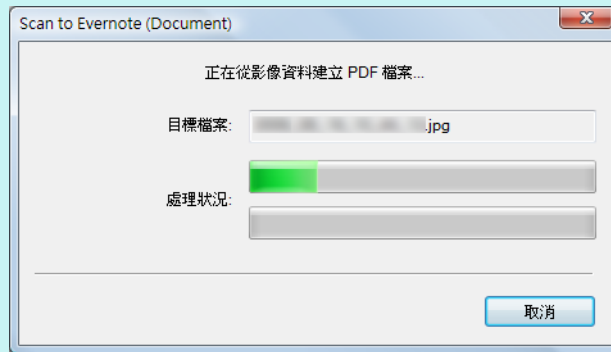 Scan to Evernote (Document)
正在從影像資料建立 PDF 檔案...
目標檔案:
.jpg
處理狀況:
取消